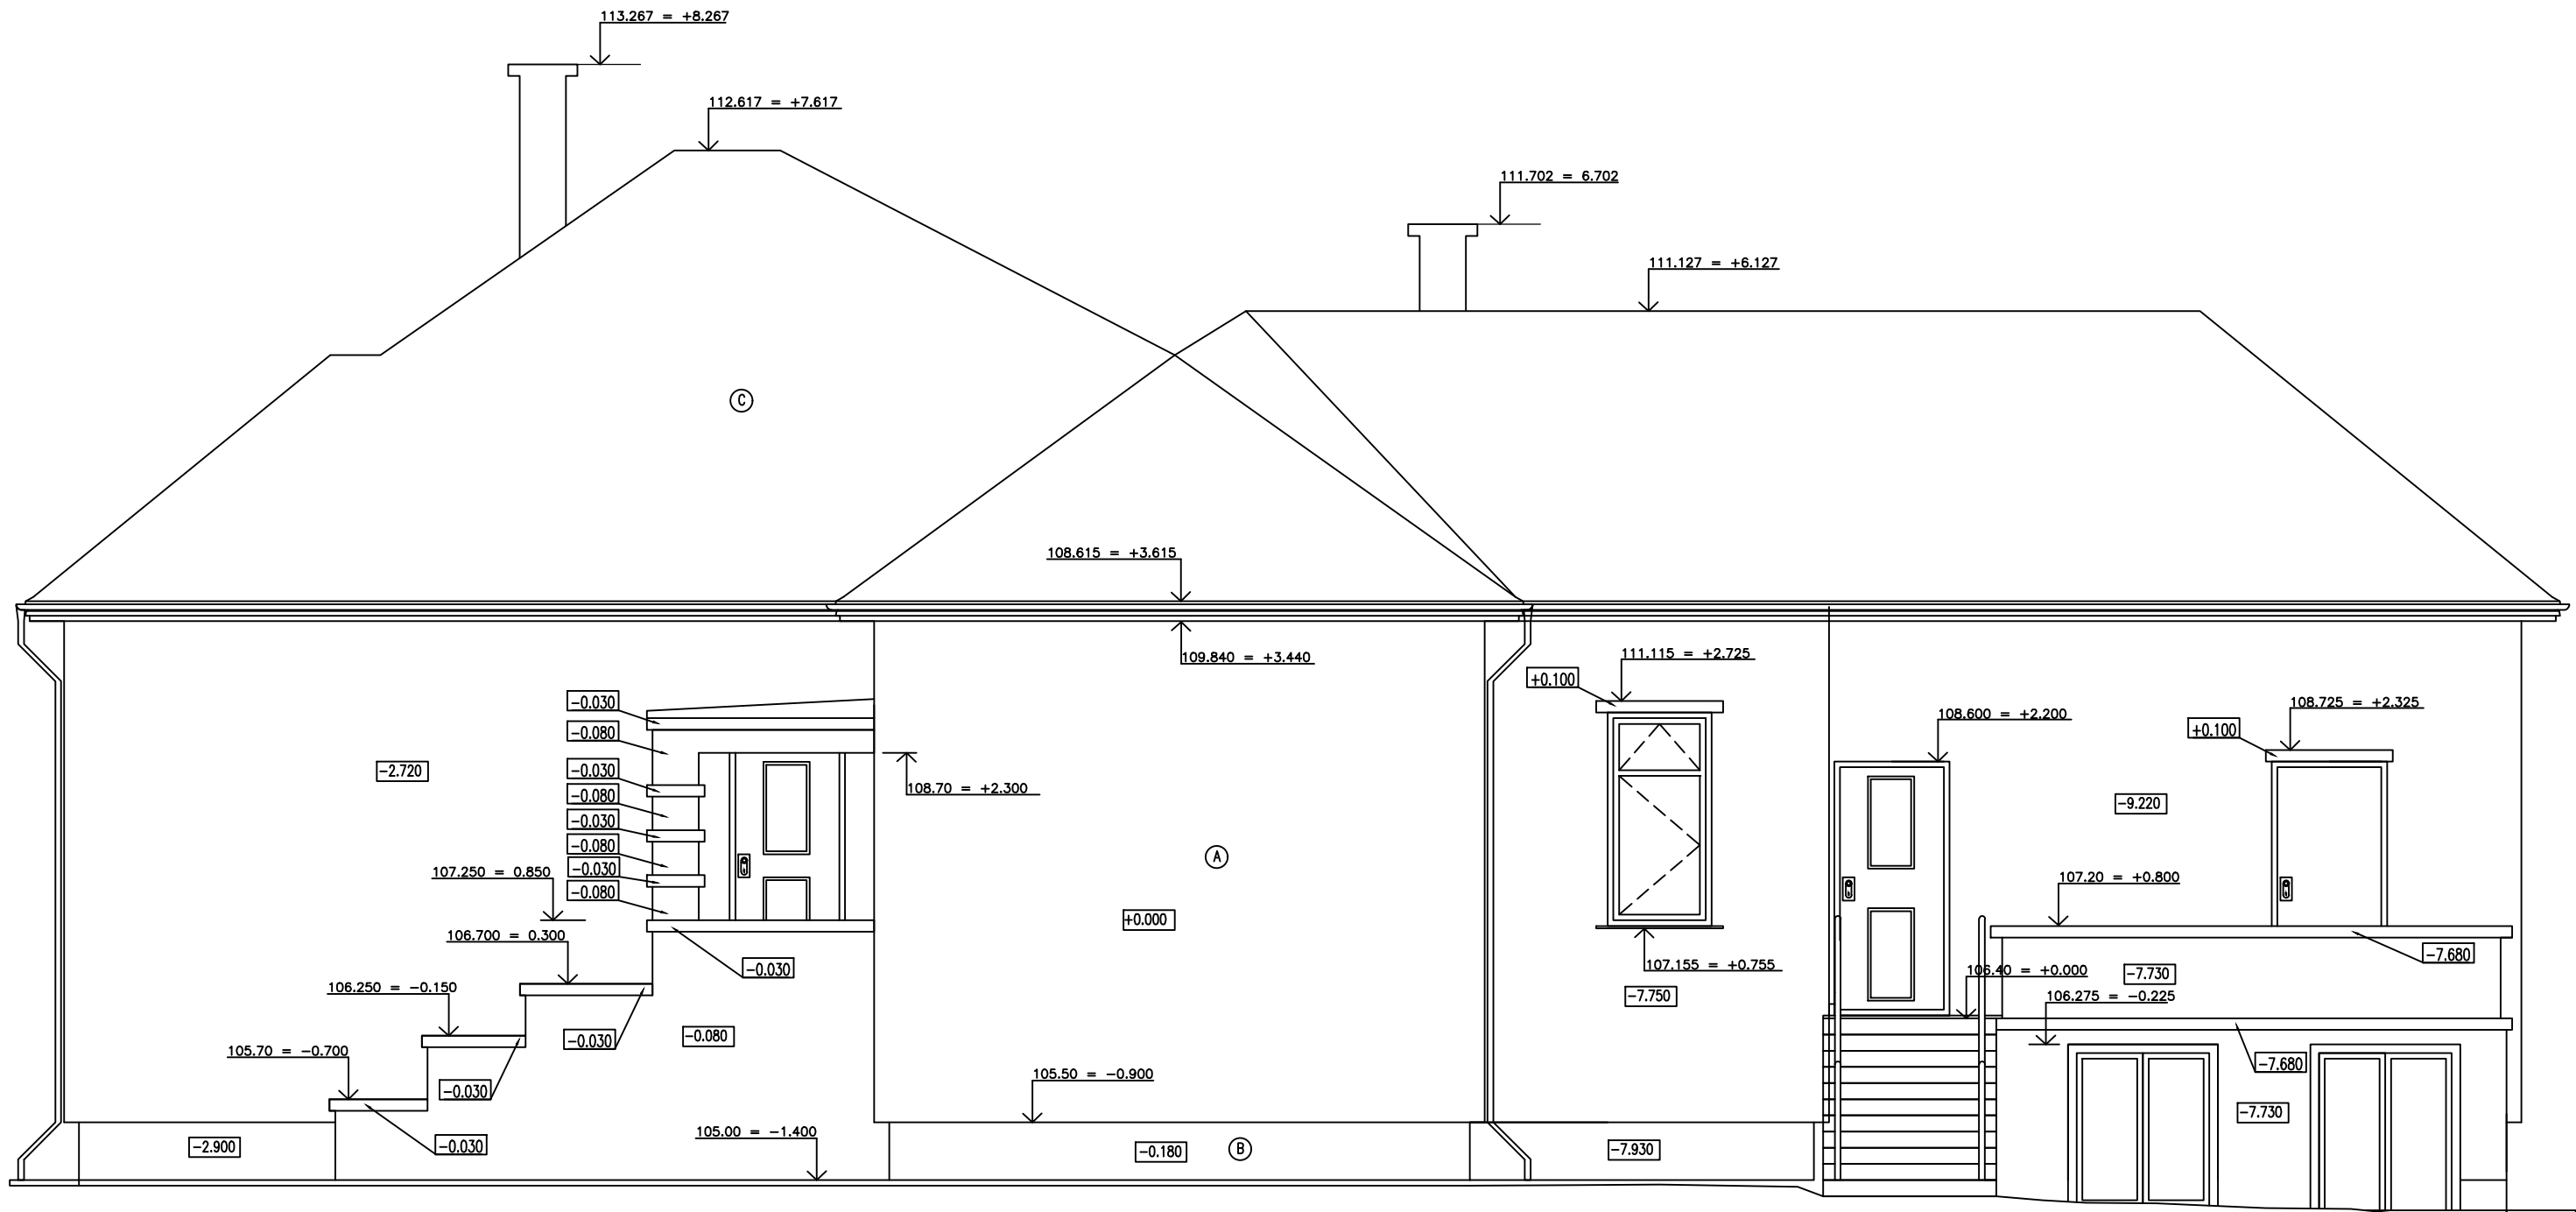 113.267 = +8.267
112.617 = +7.617
111.702 = 6.702
111.127 = +6.127
C
108.615 = +3.615
109.840 = +3.440
111.115 = +2.725
+0.100
-0.030
108.725 = +2.325
108.600 = +2.200
+0.100
-0.080
-2.720
-0.030
108.70 = +2.300
-0.080
-9.220
-0.030
-0.080
A
-0.030
107.250 = 0.850
107.20 = +0.800
-0.080
+0.000
106.700 = 0.300
-7.680
-0.030
107.155 = +0.755
106.40 = +0.000
-7.730
106.250 = -0.150
-7.750
106.275 = -0.225
-0.080
-0.030
105.70 = -0.700
-7.680
105.50 = -0.900
-0.030
-7.730
105.00 = -1.400
-2.900
-0.030
-0.180
B
-7.930